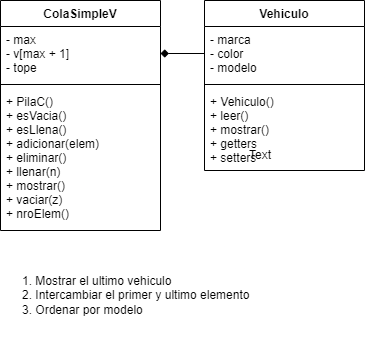 ColaSimpleV
- max
- v[max + 1]
- tope
+ PilaC()
+ esVacia()
+ esLlena()
+ adicionar(elem)
+ eliminar()
+ llenar(n)
+ mostrar()
+ vaciar(z)
+ nroElem()
Vehiculo
- marca
- color
- modelo
+ Vehiculo()
+ leer()
+ mostrar()
+ getters
+ setters
Text
1. Mostrar el ultimo vehiculo
2. Intercambiar el primer y ultimo elemento
3. Ordenar por modelo